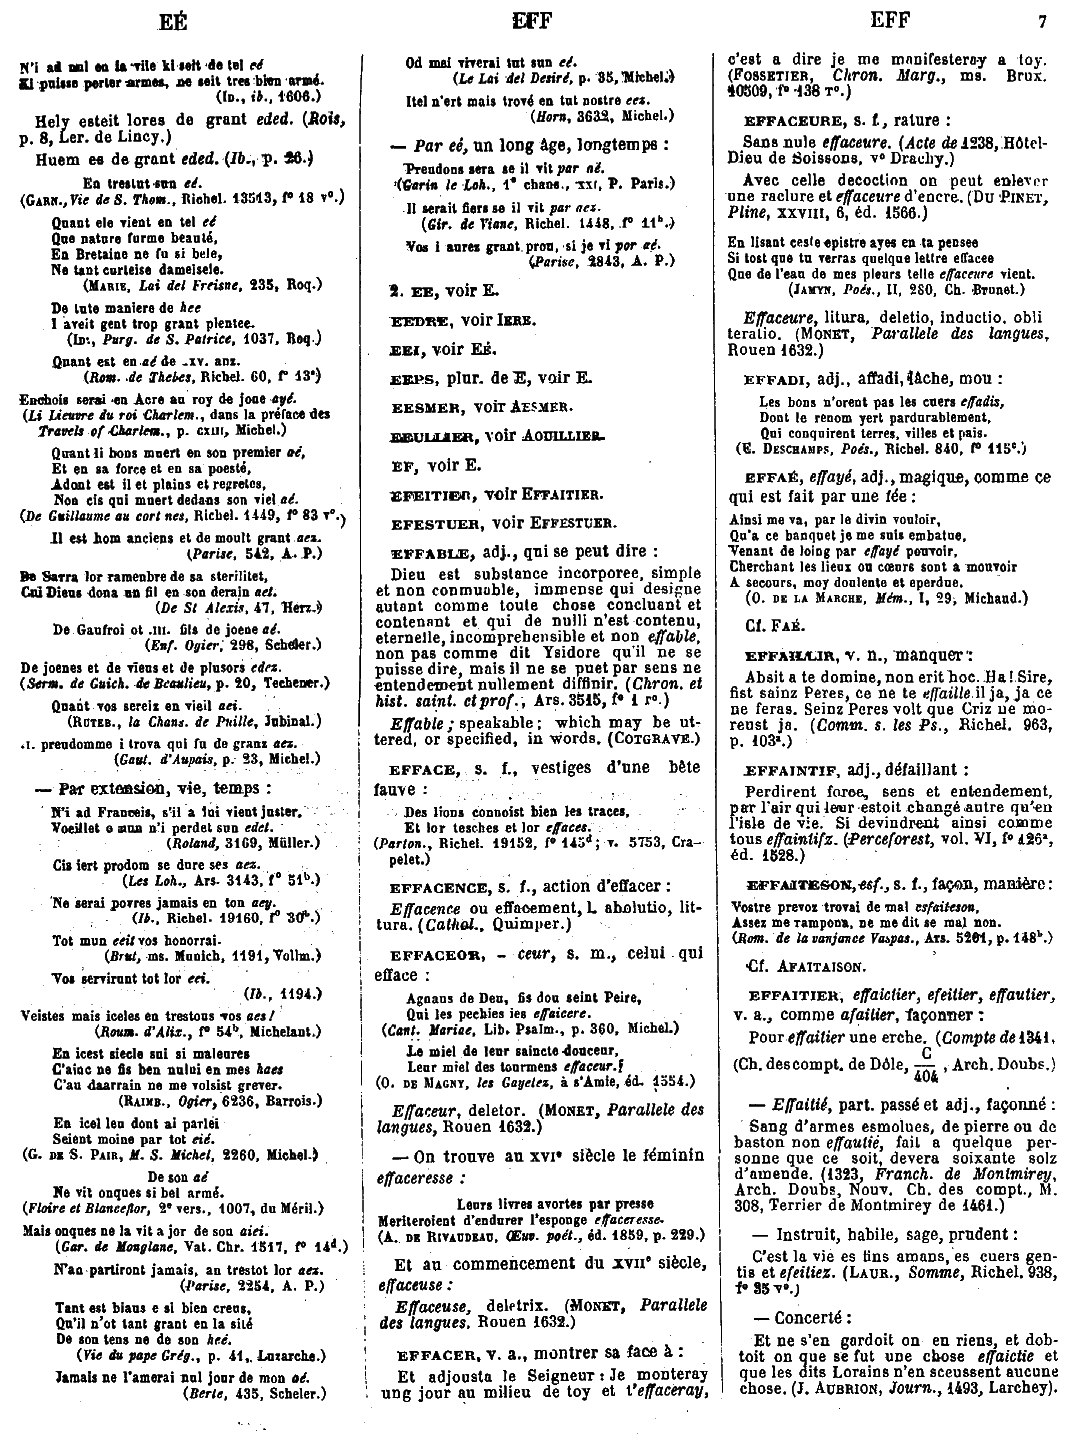 EÉ
EFF
EFF
7
N'i ad nul en la vile ki seit de tel eé
Ki puisse porter armes, ne seit tres bien armé.
(ID., ib., 1606.)
Hely esteit lores de grant eded. (Rois,
p. 8, Ler. de Lincy.)
Huem es de grant eded. (Ib., p. 26.)
En trestut sun eé.
(GARN., Vie de S. Thom., Richel. 13513, f° 18 v°.)
Quant ele vient en tel eé
Que nature furme beauté,
En Bretaine ne fu si bele,
Ne tant curteise dameisele.
(MARIE, Lai del Freisne, 235, Roq.)
De tute maniere de hee
I aveit gent trop grant plentee.
(ID., Purg. de S. Patrice, 1037, Roq.)
Quant est en aé de .xv. anz.
(Rom. de Thebes, Richel. 60, f° 13ᵉ)
Enchois serai en Acre au roy de joue ayé.
(Li Lieuvre du roi Charlem., dans la préface des
Travels of Charlem., p. CXIII, Michel.)
Quant li hons muert en son premier aé,
Et en sa force et en sa poesté,
Adont est il et plains et regretes,
Non cis qui muert dedans son viel aé.
(De Guillaume au cort nes, Richel. 1449, f° 83 v°.)
Il est hom anciens et de moult grant aez.
(Parise, 542, A. P.)
De Sarra lor ramenbre de sa sterilitet,
Cui Dieus dona un fil en son derain aet.
(De St Alexis, 47, Herz.)
De Gaufroi ot .III. fils de joene aé.
(Enf. Ogier, 298, Scheler.)
De joenes et de viens et de plusors edez.
(Serm. de Guich. de Beaulieu, p. 20, Techener.)
Quant vos sereiz en vieil aei.
(RUTEB., la Chans. de Puille, Jubinal.)
.I. preudomme i trova qui fu de granz aez.
(Gaut. d'Aupais, p. 23, Michel.)
— Par extension, vie, temps :
N'i ad Franceis, s'il a lui vient juster,
Voeillet o nun n'i perdet sun edet.
(Roland, 3169, Müller.)
Cis iert prodom se dure ses aez.
(Les Loh., Ars. 3143, f° 51ᵇ.)
Ne serai povres jamais en ton aey.
(Ib., Richel. 19160, f° 30ᵇ.)
Tot mun eeit vos honorrai.
(Brut, ms. Munich, 1191, Vollm.)
Vos servirunt tot lor eei.
(Ib., 1194.)
Veistes mais iceles en trestous vos aes !
(Roum. d'Alix., f° 54ᵇ, Michelant.)
En icest siecle sui si maleures
C'ainc ne fis ben nului en mes haes
C'au daarrain ne me volsist grever.
(RAIMB., Ogier, 6236, Barrois.)
En icel leu dont ai parlei
Seient moine par tot eié.
(G. DE S. PAIR, M. S. Michel, 2260, Michel.)
De son aé
Ne vit onques si bel armé.
(Floire et Blanceflor, 2ᵉ vers., 1007, du Méril.)
Mais onques ne la vit a jor de son aiei.
(Gar. de Monglane, Vat. Chr. 1517, f° 14ᵈ.)
N'an partiront jamais, an trestot lor aez.
(Parise, 2254, A. P.)
Tant est biaus e si bien creus,
Qu'il n'ot tant grant en la sité
De son tens ne de son heé.
(Vie du pape Grég., p. 41, Luzarche.)
Jamais ne l'amerai nul jour de mon aé.
(Berte, 435, Scheler.)
Od mei viverai tut sun eé.
(Le Lai del Desiré, p. 35, Michel.)
Itel n'ert mais trové en tut nostre eez.
(Horn, 3632, Michel.)
— Par eé, un long âge, longtemps :
Preudons sera se il vit par aé.
(Garin le Loh., 1ᵉ chans., XXI, P. Paris.)
Il serait fiers se il vit par aez.
(Gir. de Viane, Richel. 1448, f° 11ᵇ.)
Vos i aures grant prou, si je vi por aé.
(Parise, 2843, A. P.)
2. EE, voir E.
EEDRE, voir IERE.
EEI, voir EÉ.
EEPS, plur. de E, voir E.
EESMER, voir AESMER.
EEULLIER, voir AOUILLIER.
EF, voir E.
EFEITIER, voir EFFAITIER.
EFESTUER, voir EFFESTUER.
EFFABLE, adj., qui se peut dire :
Dieu est substance incorporee, simple
et non conmuable, immense qui designe
autant comme toute chose concluant et
contenant et qui de nulli n'est contenu,
eternelle, incomprehensible et non effable,
non pas comme dit Ysidore qu'il ne se
puisse dire, mais il ne se puet par sens ne
entendement nullement diffinir. (Chron. et
hist. saint. et prof., Ars. 3515, f° 1 r°.)
Effable ; speakable ; which may be ut-
tered, or specified, in words. (COTGRAVE.)
EFFACE, s. f., vestiges d'une bête
fauve :
Des lions connoist bien les traces,
Et lor tesches et lor effaces.
(Parton., Richel. 19152, f° 145ᵈ ; v. 5753, Cra-
pelet.)
EFFACENCE, s. f., action d'effacer :
Effacence ou effacement, l. abolutio, lit-
tura. (Cathol., Quimper.)
EFFACEOR, - ceur, s. m., celui qui
efface :
Agnaus de Deu, fis dou seint Peire,
Qui les pechies ies effaicere.
(Cant. Mariae, Lib. Psalm., p. 360, Michel.)
Le miel de leur saincte douceur,
Leur miel des tourmens effaceur.
(O. DE MAGNY, les Gayetez, à s'Amie, éd. 1554.)
Effaceur, deletor. (MONET, Parallele des
langues, Rouen 1632.)
— On trouve au XVIᵉ siècle le féminin
effaceresse :
Leurs livres avortes par presse
Meriteroient d'endurer l'esponge effaceresse.
(A. DE RIVAUDEAU, Œuv. poét., éd. 1859, p. 229.)
Et au commencement du XVIIᵉ siècle,
effaceuse :
Effaceuse, deletrix. (MONET, Parallele
des langues. Rouen 1632.)
EFFACER, v. a., montrer sa face à :
Et adjousta le Seigneur : Je monteray
ung jour au milieu de toy et t'effaceray,
c'est a dire je me manifesteray a toy.
(FOSSETIER, Chron. Marg., ms. Brux.
10509, f° 138 r°.)
EFFACEURE, s. f., rature :
Sans nule effaceure. (Acte de 1238, Hôtel-
Dieu de Soissons, v° Drachy.)
Avec celle decoction on peut enlever
une raclure et effaceure d'encre. (DU PINET,
Pline, XXVIII, 6, éd. 1566.)
En lisant ceste epistre ayes en ta pensee
Si tost que tu verras quelque lettre effacee
Que de l'eau de mes pleurs telle effaceure vient.
(JAMYN, Poés., II, 280, Ch. Brunet.)
Effaceure, litura, deletio, inductio, obli
teratio. (MONET, Parallele des langues,
Rouen 1632.)
EFFADI, adj., affadi, lâche, mou :
Les bons n'orent pas les cuers effadis,
Dont le renom yert pardurablement,
Qui conquirent terres, villes et pais.
(E. DESCHAMPS, Poés., Richel. 840, f° 115ᶜ.)
EFFAÉ, effayé, adj., magique, comme ce
qui est fait par une fée :
Ainsi me va, par le divin vouloir,
Qu'a ce banquet je me suis embatue,
Venant de loing par effayé pouvoir,
Cherchant les lieux ou cœurs sont a mouvoir
A secours, moy doulente et eperdue.
(O. DE LA MARCHE, Mém., I, 29, Michaud.)
Cf. FAÉ.
EFFAILLIR, v. n., manquer :
Absit a te domine, non erit hoc. Ha ! Sire,
fist sainz Peres, ce ne te effaille il ja, ja ce
ne feras. Seinz Peres volt que Criz ue mo-
reust ja. (Comm. s. les Ps., Richel. 963,
p. 103ᵃ.)
EFFAINTIF, adj., défaillant :
Perdirent force, sens et entendement,
par l'air qui leur estoit changé autre qu'en
l'isle de vie. Si devindrent ainsi comme
tous effaintifz. (Perceforest, vol. VI, f° 126ᵃ,
éd. 1528.)
EFFAITESON, esf., s. f., façon, manière :
Vostre prevoz trovai de mal esfaiteson,
Assez me rampona, ne me dit se mal non.
(Rom. de la vanjance Vaspas., Ars. 5201, p. 148ᵇ.)
Cf. AFAITAISON.
EFFAITIER, effaictier, efeitier, effautier,
v. a., comme afaitier, façonner :
Pour effaitier une erche. (Compte de 1341,
(Ch. des compt. de Dôle, C/404, Arch. Doubs.)
— Effaitié, part. passé et adj., façonné :
Sang d'armes esmolues, de pierre ou de
baston non effautié, fait a quelque per-
sonne que ce soit, devera soixante solz
d'amende. (1323, Franch. de Montmirey,
Arch. Doubs, Nouv. Ch. des compt., M.
308, Terrier de Montmirey de 1461.)
— Instruit, habile, sage, prudent :
C'est la vie es fins amans, es cuers gen-
tis et efeitiez. (LAUR., Somme, Richel. 938,
f° 35 v°.)
— Concerté :
Et ne s'en gardoit on en riens, et dob-
toit on que se fut une chose effaictie et
que les dits Lorains n'en sceussent aucune
chose. (J. AUBRION, Journ., 1493, Larchey).